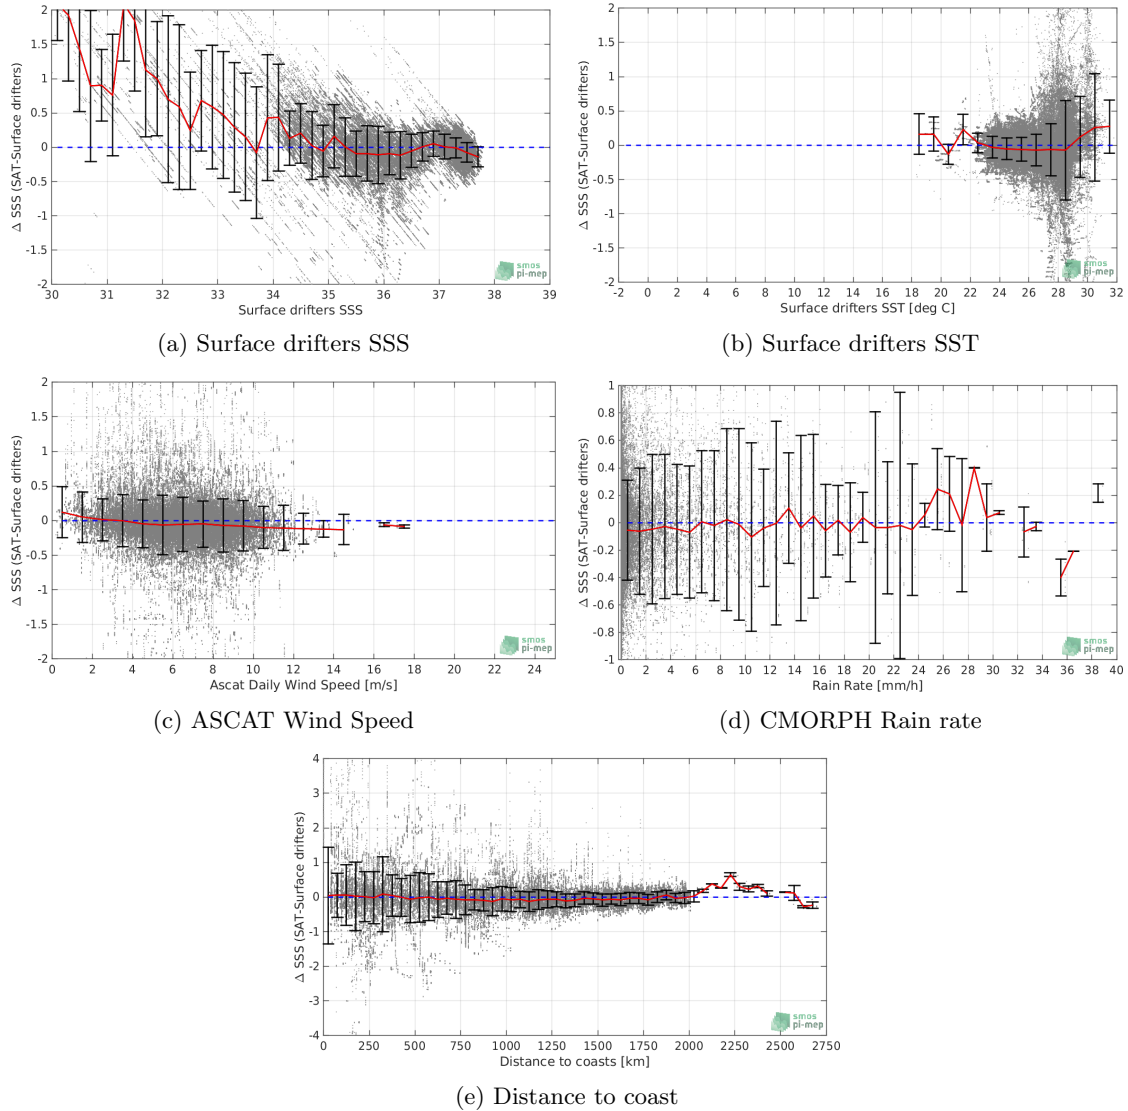 2
1.5
1
0.5
0
-0.5
-1
-1.5
-2
Δ SSS (SAT-Surface drifters)
30 31 32 33 34 35 36 37 38 39
Surface drifters SSS
smos
pi-mep
(a) Surface drifters SSS
2
1.5
1
0.5
0
-0.5
-1
-1.5
-2
Δ SSS (SAT-Surface drifters)
-2 0 2 4 6 8 10 12 14 16 18 20 22 24 26 28 30 32
Surface drifters SST [deg C]
smos
pi-mep
(b) Surface drifters SST
2
1.5
1
0.5
0
-0.5
-1
-1.5
-2
Δ SSS (SAT-Surface drifters)
0 2 4 6 8 10 12 14 16 18 20 22 24
Ascat Daily Wind Speed [m/s]
smos
pi-mep
(c) ASCAT Wind Speed
1
0.8
0.6
0.4
0.2
0
-0.2
-0.4
-0.6
-0.8
-1
Δ SSS (SAT-Surface drifters)
0 2 4 6 8 10 12 14 16 18 20 22 24 26 28 30 32 34 36 38 40
Rain Rate [mm/h]
smos
pi-mep
(d) CMORPH Rain rate
4
3
2
1
0
-1
-2
-3
-4
Δ SSS (SAT-Surface drifters)
0 250 500 750 1000 1250 1500 1750 2000 2250 2500 2750
Distance to coasts [km]
smos
pi-mep
(e) Distance to coast